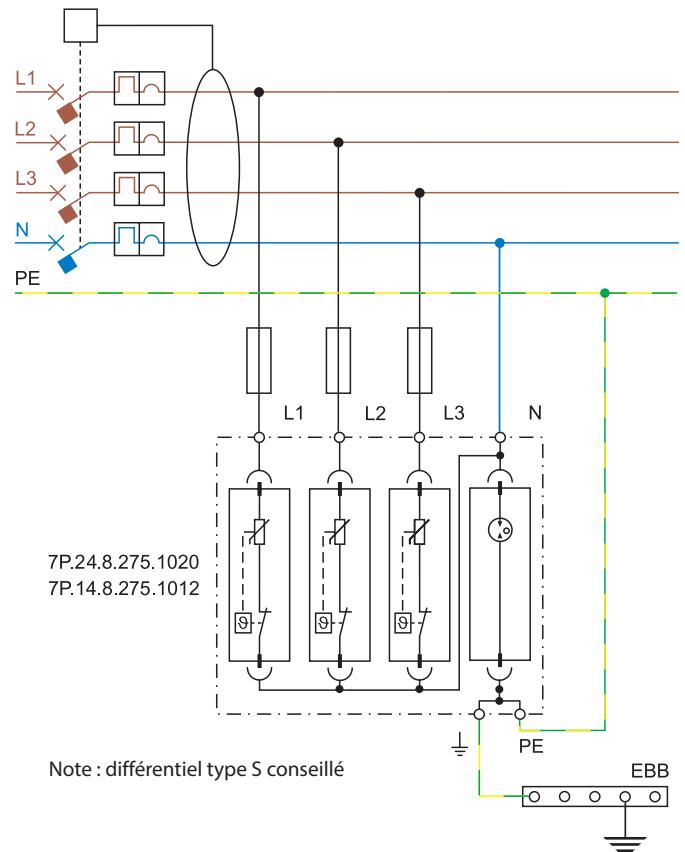 L1
L2
L3
N
PE
L1 L2 L3 N
7P.24.8.275.1020
7P.14.8.275.1012
ϑ ϑ ϑ
PE
Note : différentiel type S conseillé
EBB